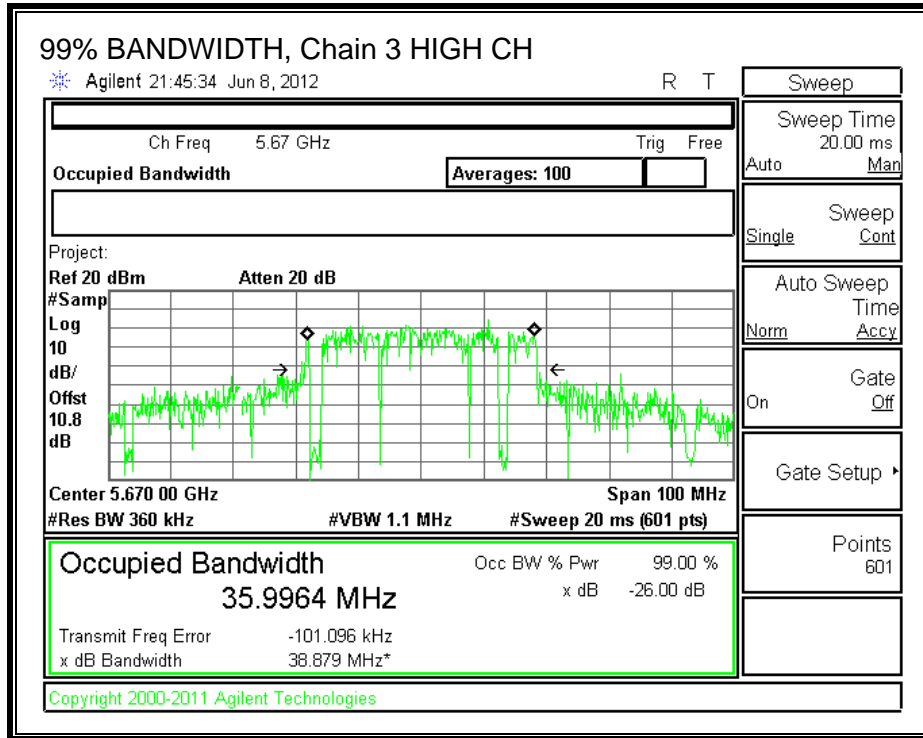 99% BANDWIDTH, Chain 3 HIGH CH
Agilent 21:45:34 Jun 8, 2012 R T
Ch Freq 5.67 GHz Trig Free
Occupied Bandwidth Averages: 100
Project:
Ref 20 dBm Atten 20 dB
#Samp
Log
10
dB/
Offst
10.8
dB
Center 5.670 00 GHz Span 100 MHz
#Res BW 360 kHz #VBW 1.1 MHz #Sweep 20 ms (601 pts)
Occupied Bandwidth Occ BW % Pwr 99.00 %
35.9964 MHz x dB -26.00 dB
Transmit Freq Error -101.096 kHz
x dB Bandwidth 38.879 MHz*
Copyright 2000-2011 Agilent Technologies
Sweep
Sweep Time
20.00 ms
Auto Man
Sweep
Single Cont
Auto Sweep
Time
Norm Accy
Gate
On Off
Gate Setup
Points
601